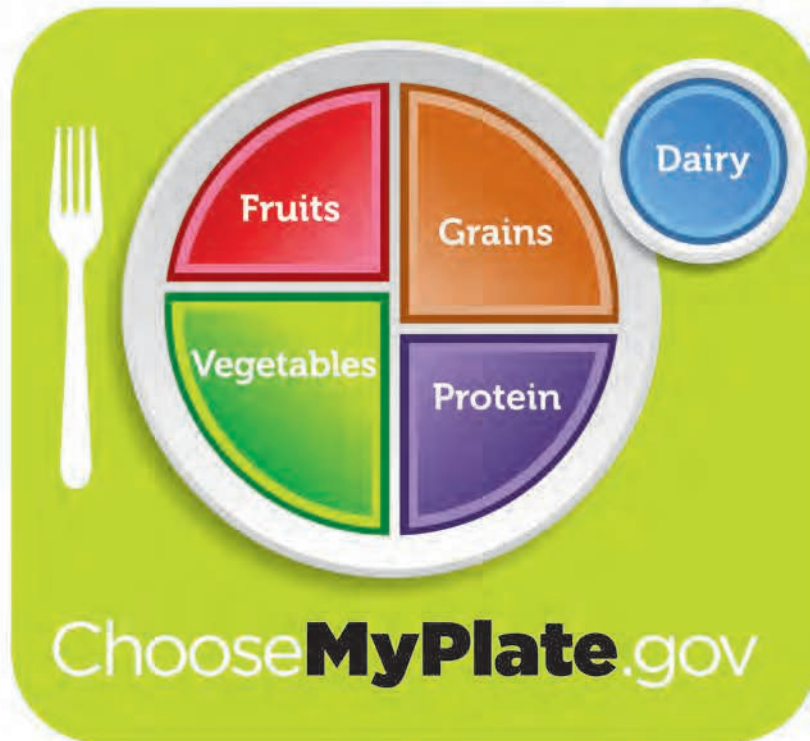 Dairy
Fruits
Grains
Vegetables
Protein
ChooseMyPlate.gov